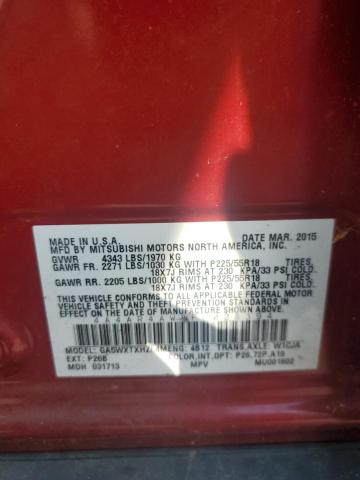 MADE IN U.S.A. DATE MAR. 2015
MFD BY MITSUBISHI MOTORS NORTH AMERICA, INC.
GVWR 4343 LBS/1970 KG
GAWR FR. 2271 LBS/1030 KG WITH P225/55R18 TIRES,
18X7J RIMS AT 230 KPA/33 PSI COLD.
GAWR RR. 2205 LBS/1000 KG WITH P225/55R18 TIRES,
18X7J RIMS AT 230 KPA/33 PSI COLD.
THIS VEHICLE CONFORMS TO ALL APPLICABLE FEDERAL MOTOR
VEHICLE SAFETY AND THEFT PREVENTION STANDARDS
IN EFFECT ON THE DATE OF MANUFACTURE SHOWN ABOVE.
MODEL: ENG: 4B12 TRANS.AXLE: W1CJA
EXT: P26B COLOR,INT,OPT: P26,72P,A19
MDH 031713 MPV MU001602